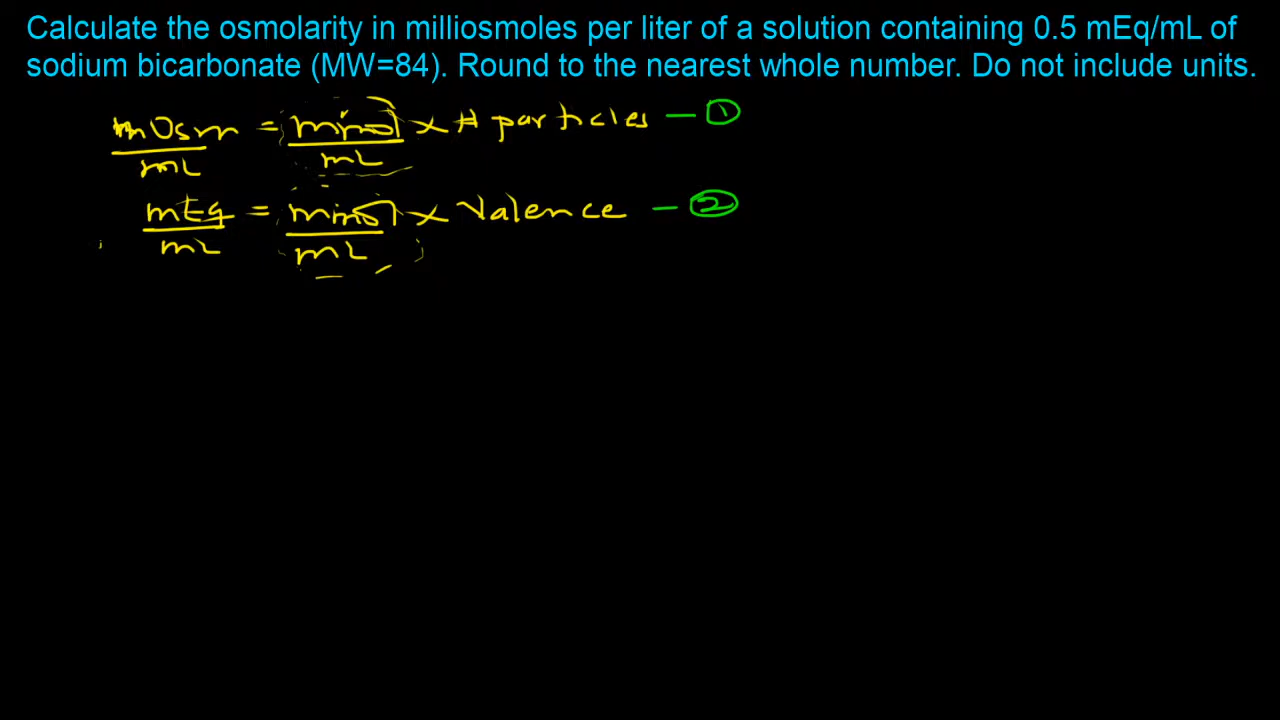 Calculate the osmolarity in milliosmoles per liter of a solution containing 0.5 mEq/mL of
sodium bicarbonate (MW=84). Round to the nearest whole number. Do not include units.
mOsm/mL = mmol/mL × # particles — ①
mEq/mL = mmol/mL × Valence — ②